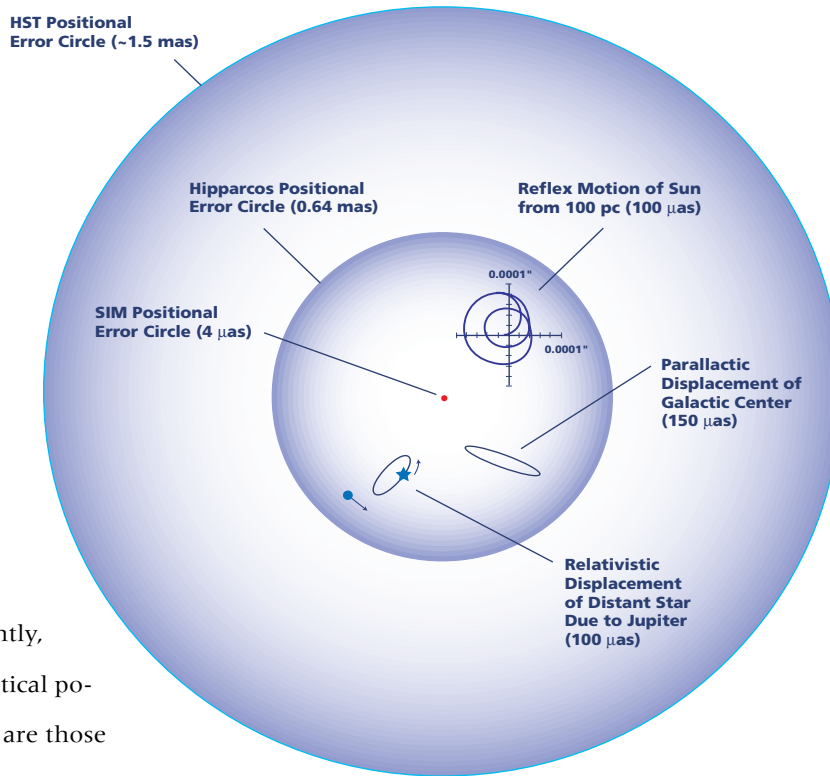 HST Positional
Error Circle (~1.5 mas)
Hipparcos Positional
Error Circle (0.64 mas)
Reflex Motion of Sun
from 100 pc (100 µas)
0.0001"
0.0001"
SIM Positional
Error Circle (4 µas)
Parallactic
Displacement of
Galactic Center
(150 µas)
Relativistic
Displacement
of Distant Star
Due to Jupiter
(100 µas)
ntly,
tical po-
are those